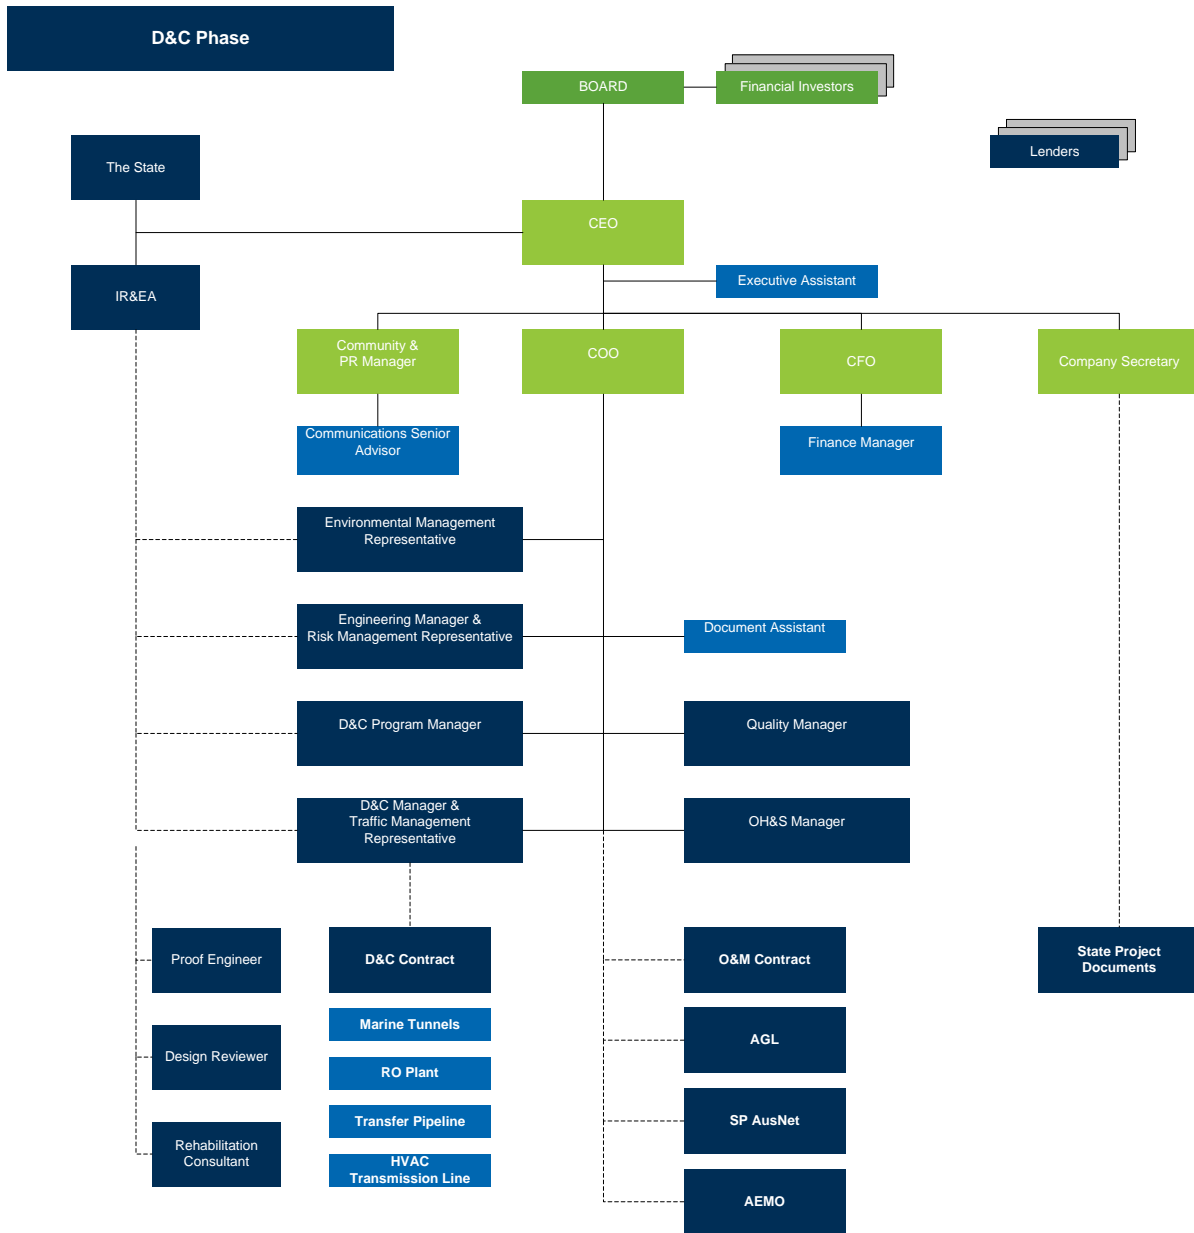 D&C Phase
BOARD
Financial Investors
Lenders
The State
CEO
Executive Assistant
IR&EA
Community &
PR Manager
COO
CFO
Company Secretary
Communications Senior
Advisor
Finance Manager
Environmental Management
Representative
Engineering Manager &
Risk Management Representative
Document Assistant
D&C Program Manager
Quality Manager
D&C Manager &
Traffic Management
Representative
OH&S Manager
Proof Engineer
D&C Contract
O&M Contract
State Project
Documents
Marine Tunnels
Design Reviewer
RO Plant
AGL
Transfer Pipeline
SP AusNet
Rehabilitation
Consultant
HVAC
Transmission Line
AEMO